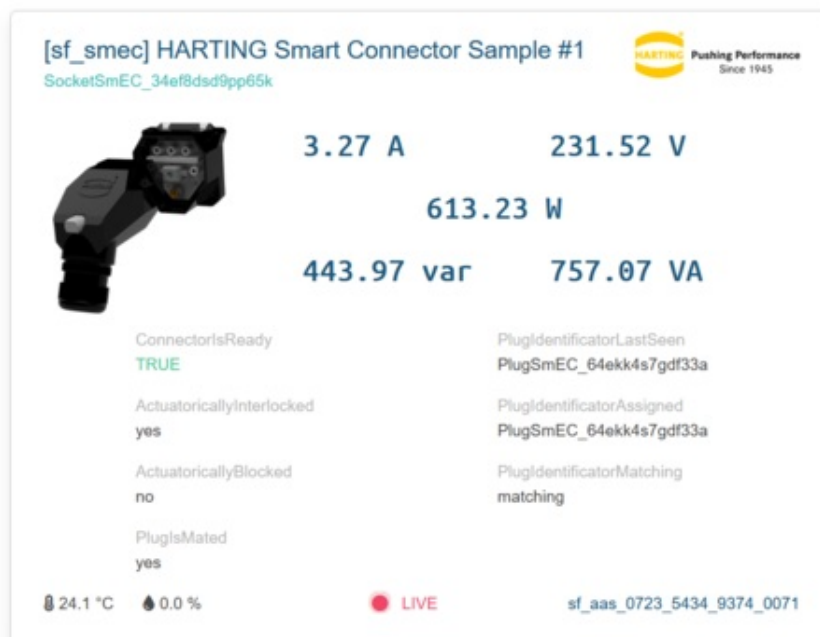 [sf_smec] HARTING Smart Connector Sample #1
SocketSmEC_34ef8dsd9pp65k
HARTING
Pushing Performance
Since 1945
3.27 A 231.52 V
613.23 W
443.97 var 757.07 VA
ConnectorIsReady
TRUE
ActuatoricallyInterlocked
yes
ActuatoricallyBlocked
no
PlugIsMated
yes
PlugIdentificatorLastSeen
PlugSmEC_64ekk4s7gdf33a
PlugIdentificatorAssigned
PlugSmEC_64ekk4s7gdf33a
PlugIdentificatorMatching
matching
24.1 °C 0.0 % LIVE sf_aas_0723_5434_9374_0071